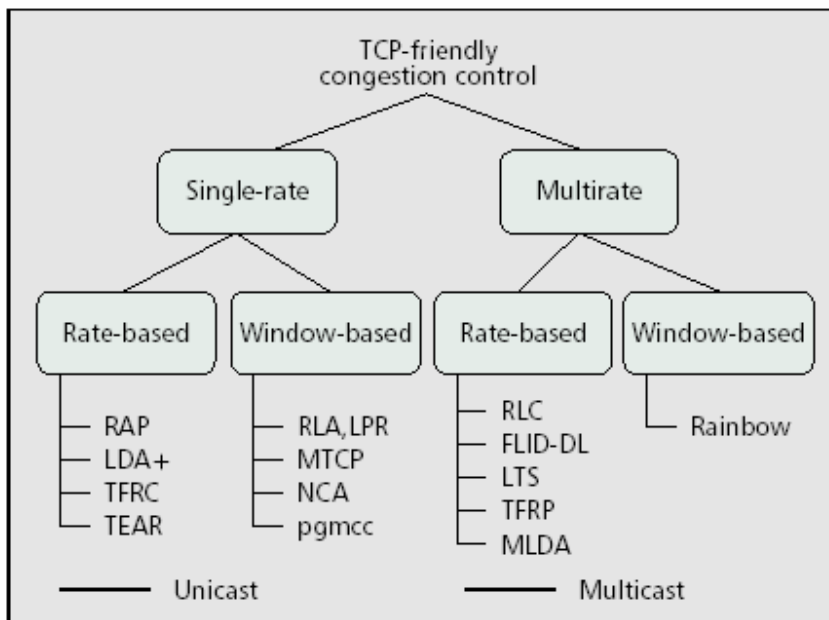 TCP-friendly
congestion control
Single-rate
Multirate
Rate-based
Window-based
Rate-based
Window-based
RAP
LDA+
TFRC
TEAR
RLA,LPR
MTCP
NCA
pgmcc
RLC
FLID-DL
LTS
TFRP
MLDA
Rainbow
Unicast
Multicast